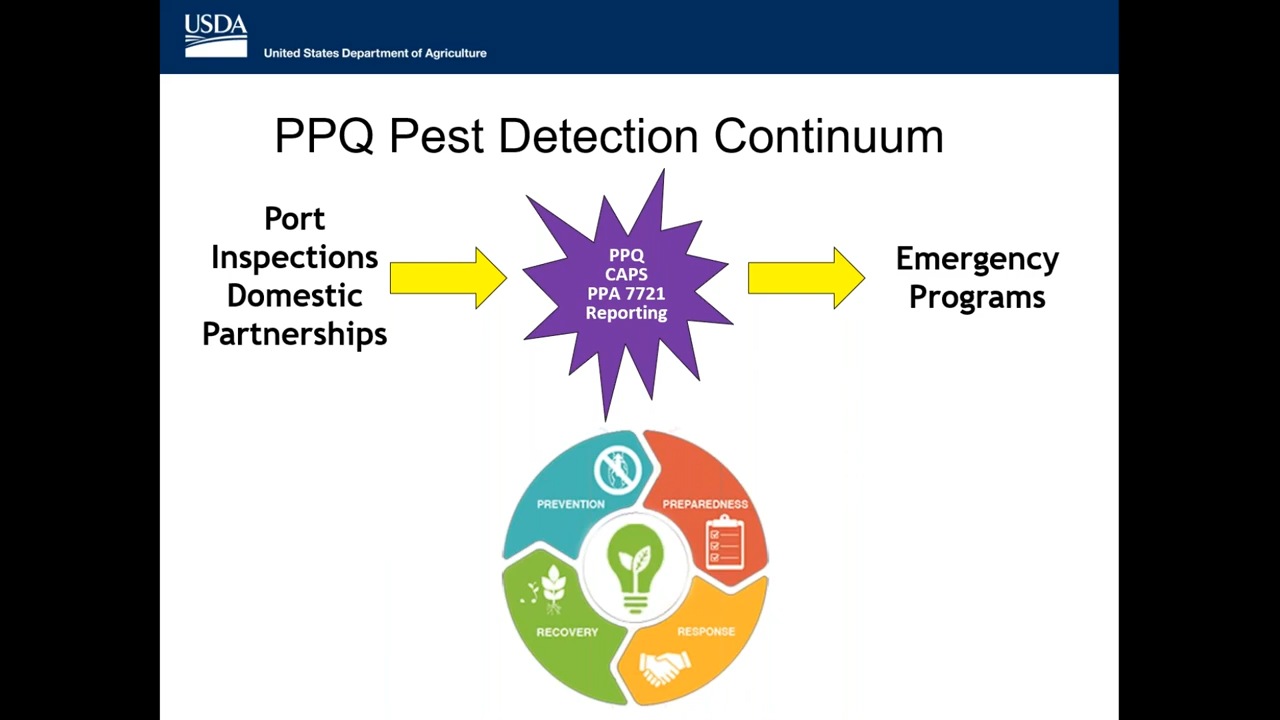 USDA
United States Department of Agriculture
PPQ Pest Detection Continuum
Port
Inspections
Domestic
Partnerships
PPQ
CAPS
PPA 7721
Reporting
Emergency
Programs
PREVENTION
PREPAREDNESS
RECOVERY
RESPONSE